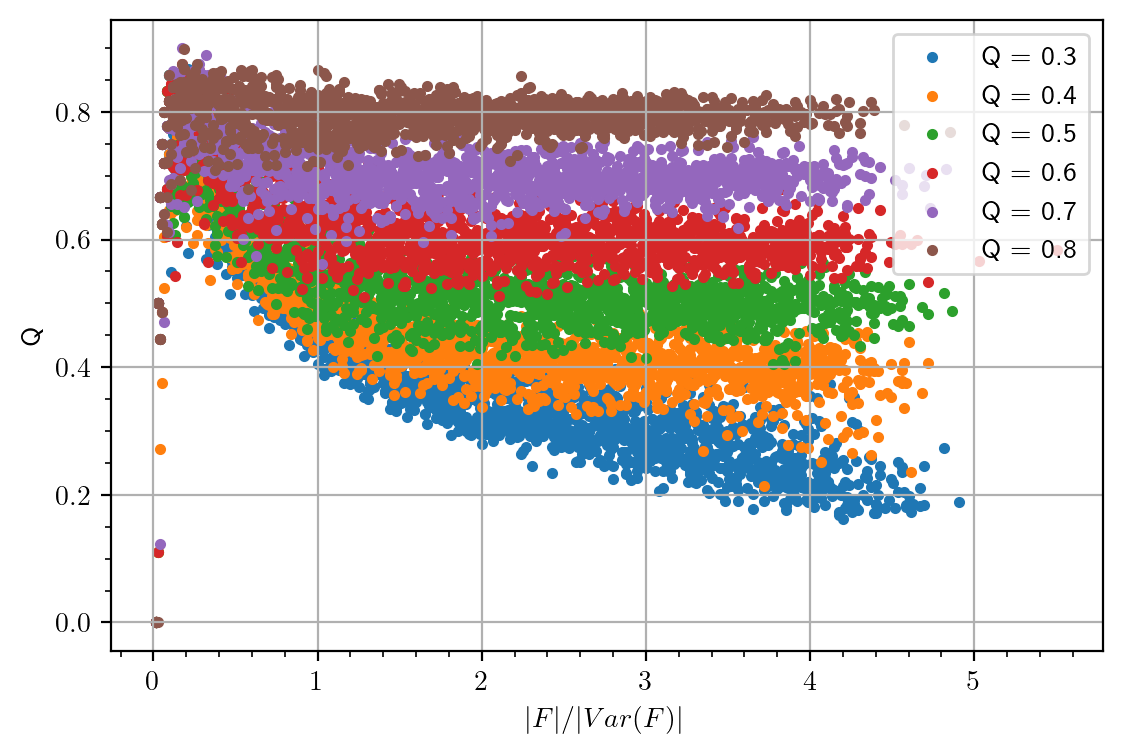 Q = 0.3
Q = 0.4
Q = 0.5
Q = 0.6
Q = 0.7
Q = 0.8
0.8
0.6
0.4
0.2
0.0
Q
0 1 2 3 4 5
|F|/|Var(F)|